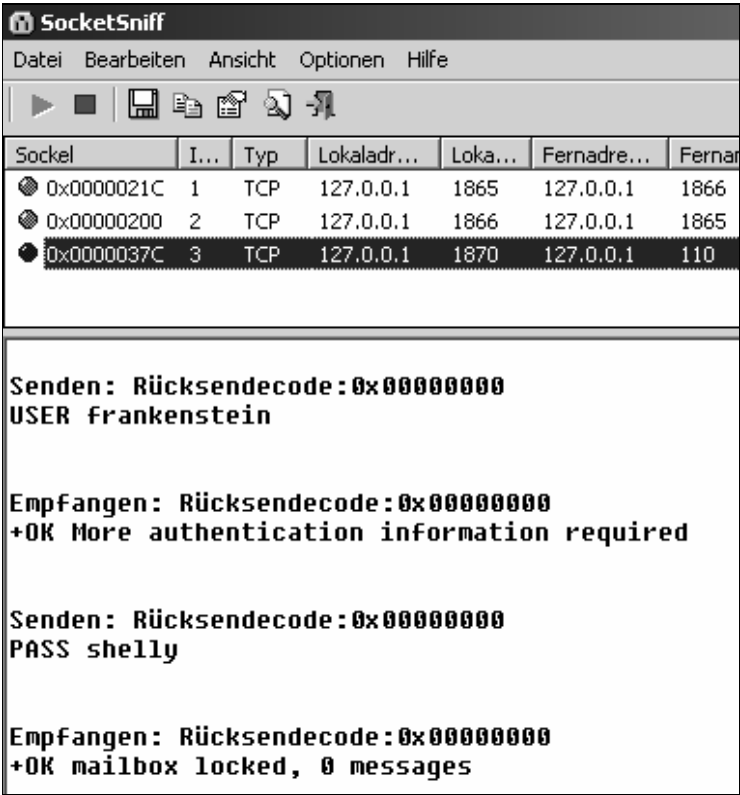 SocketSniff
Datei Bearbeiten Ansicht Optionen Hilfe
Sockel I... Typ Lokaladr... Loka... Fernadre... Fernar
0x0000021C 1 TCP 127.0.0.1 1865 127.0.0.1 1866
0x00000200 2 TCP 127.0.0.1 1866 127.0.0.1 1865
0x0000037C 3 TCP 127.0.0.1 1870 127.0.0.1 110
Senden: Rücksendecode:0x00000000
USER frankenstein
Empfangen: Rücksendecode:0x00000000
+OK More authentication information required
Senden: Rücksendecode:0x00000000
PASS shelly
Empfangen: Rücksendecode:0x00000000
+OK mailbox locked, 0 messages